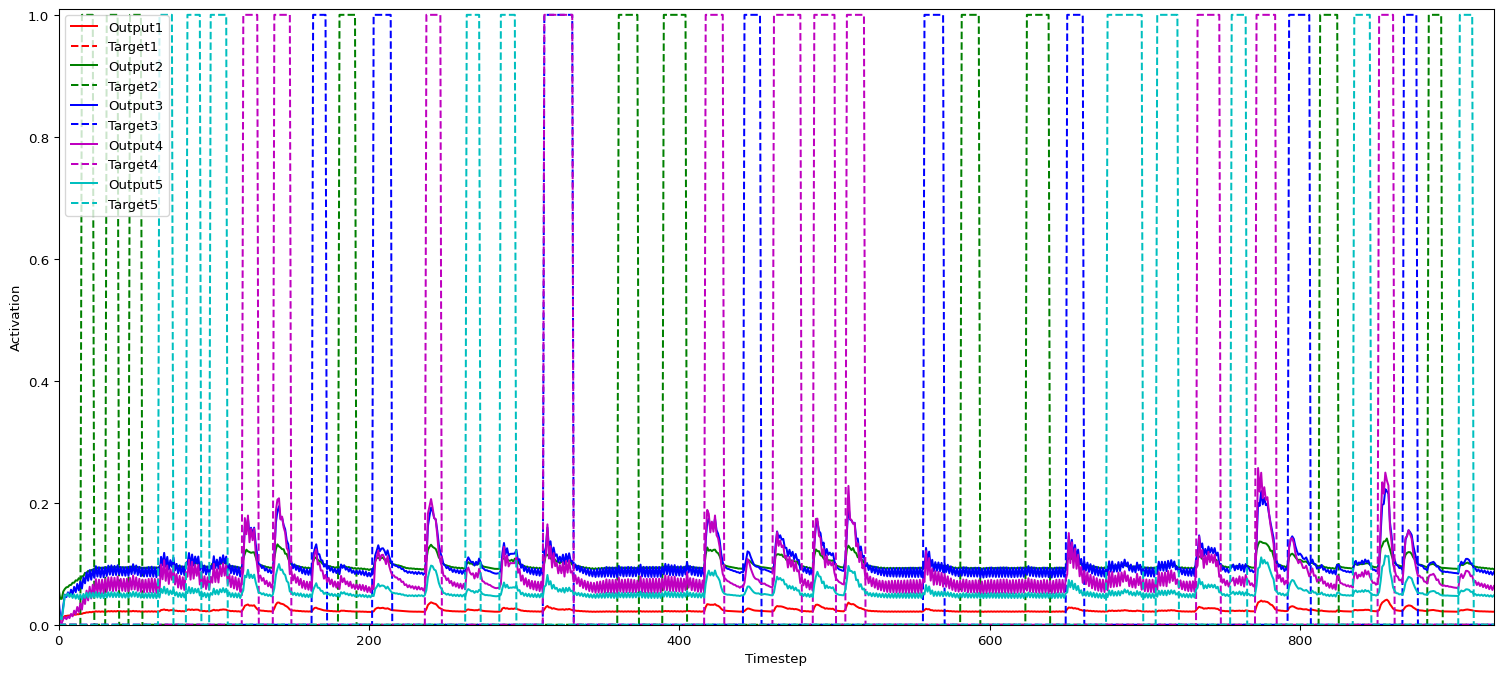 1.0
0.8
0.6
0.4
0.2
0.0
Activation
Output1
Target1
Output2
Target2
Output3
Target3
Output4
Target4
Output5
Target5
0
200
400
600
800
Timestep